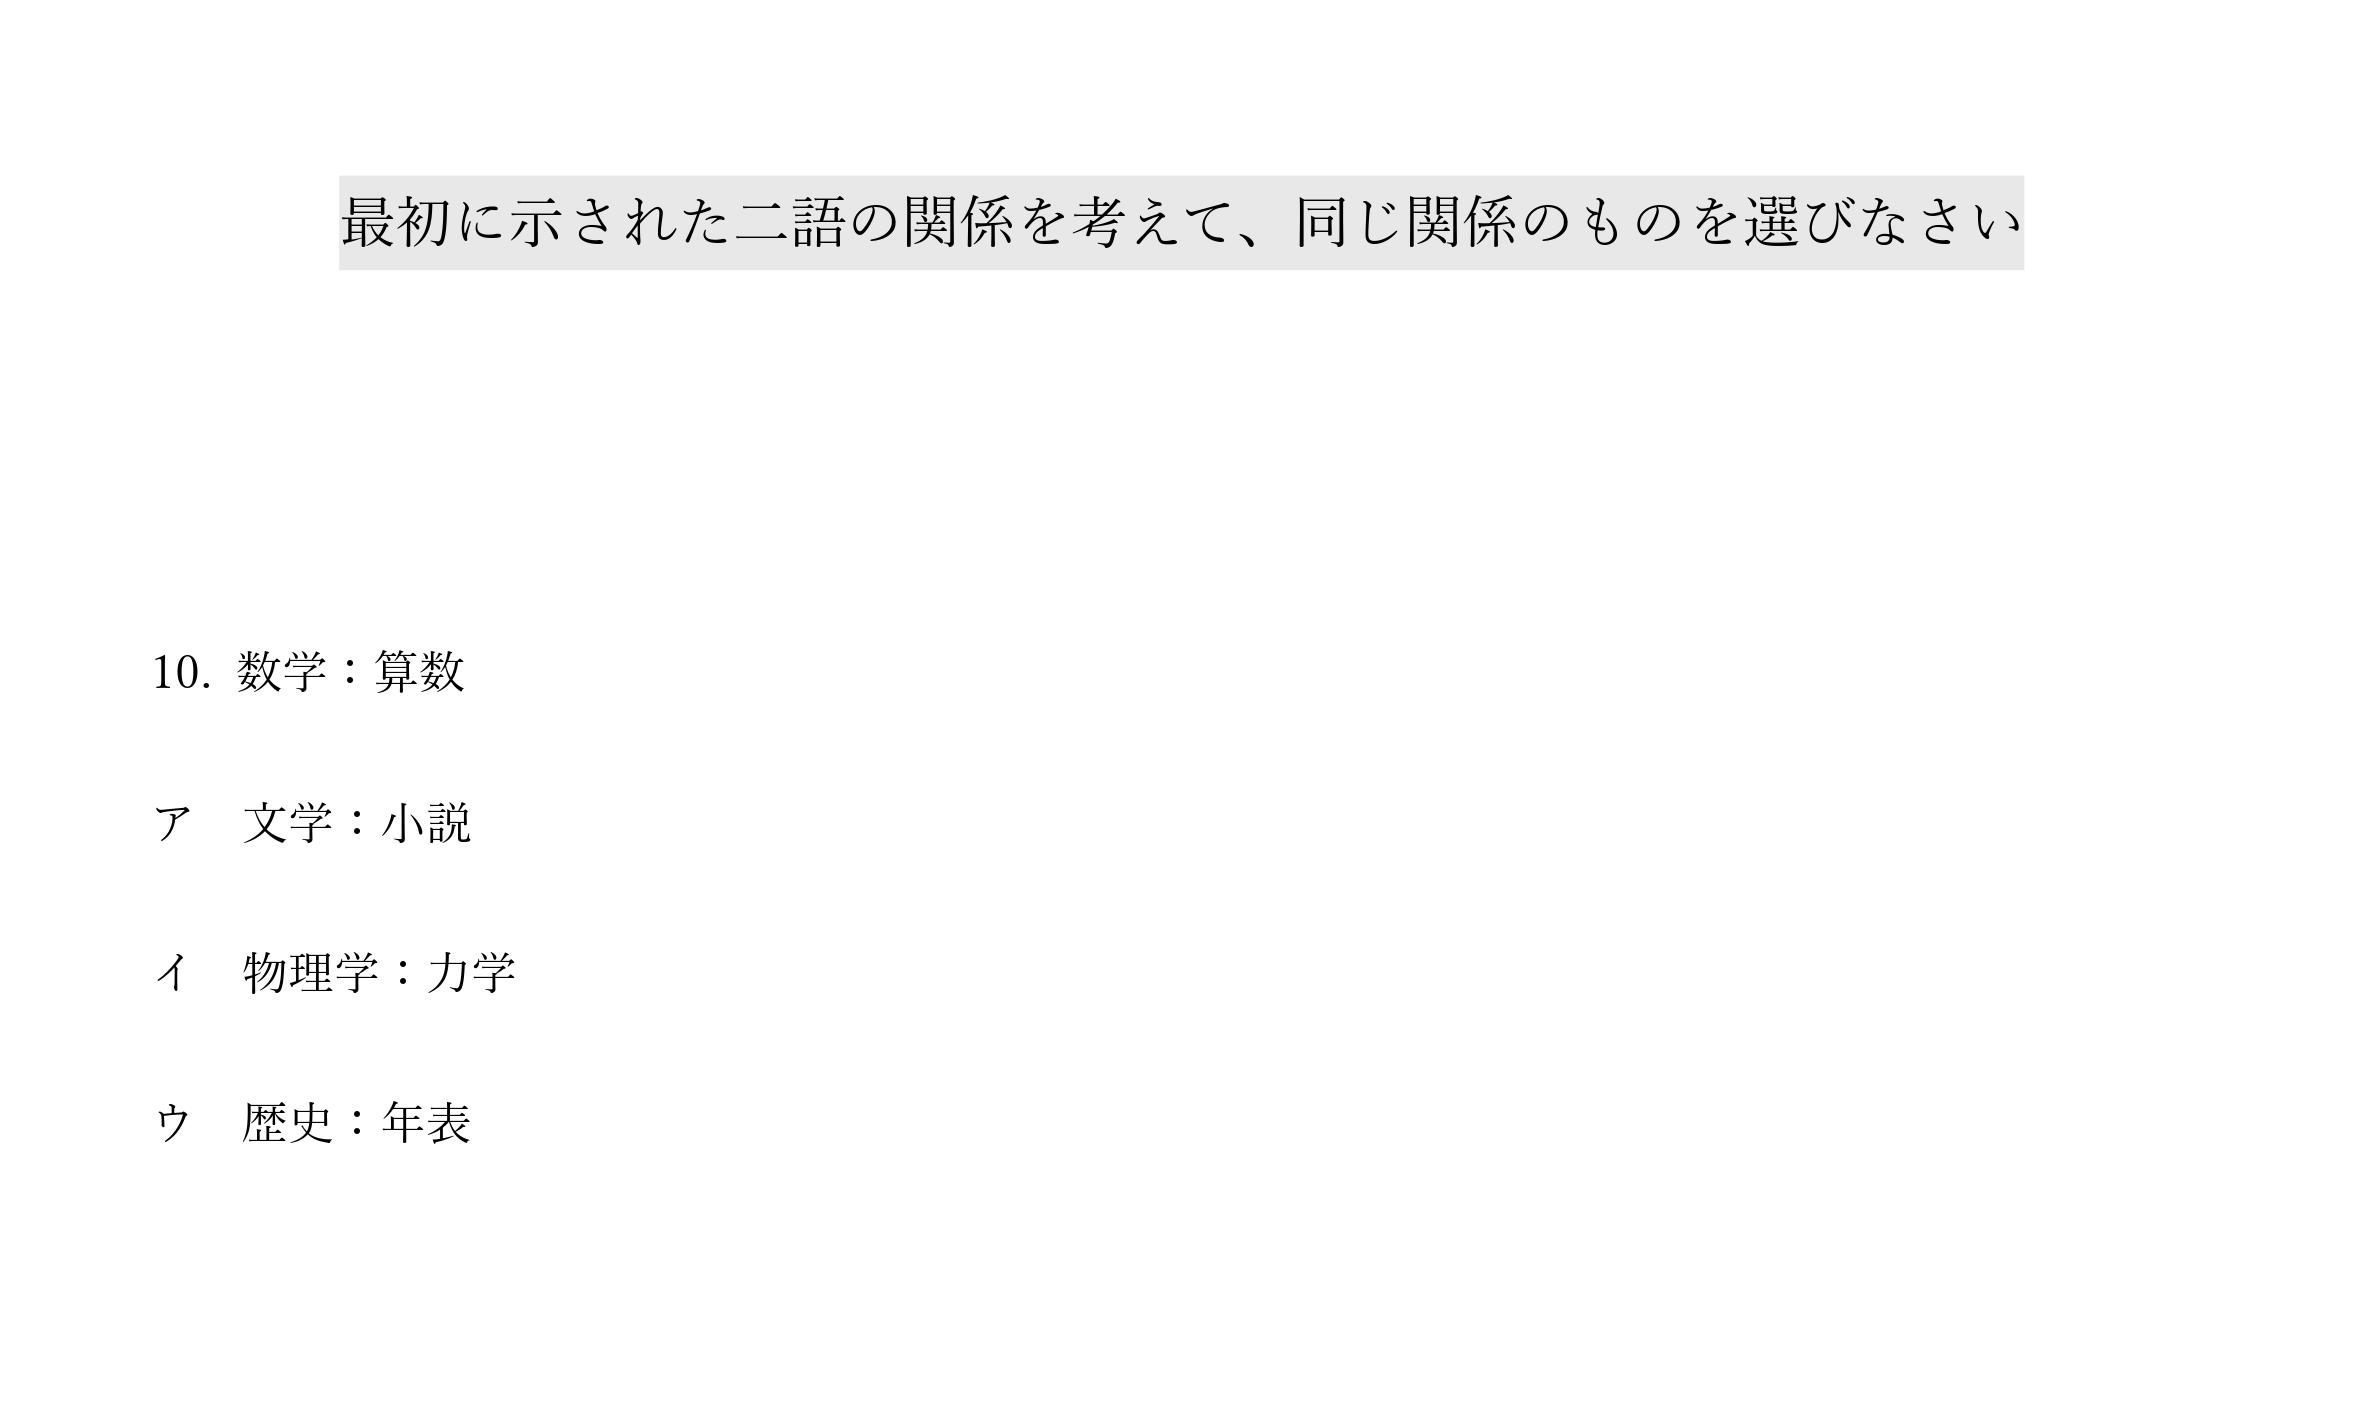 最初に示された二語の関係を考えて、同じ関係のものを選びなさい
10. 数学：算数
ア　文学：小説
イ　物理学：力学
ウ　歴史：年表